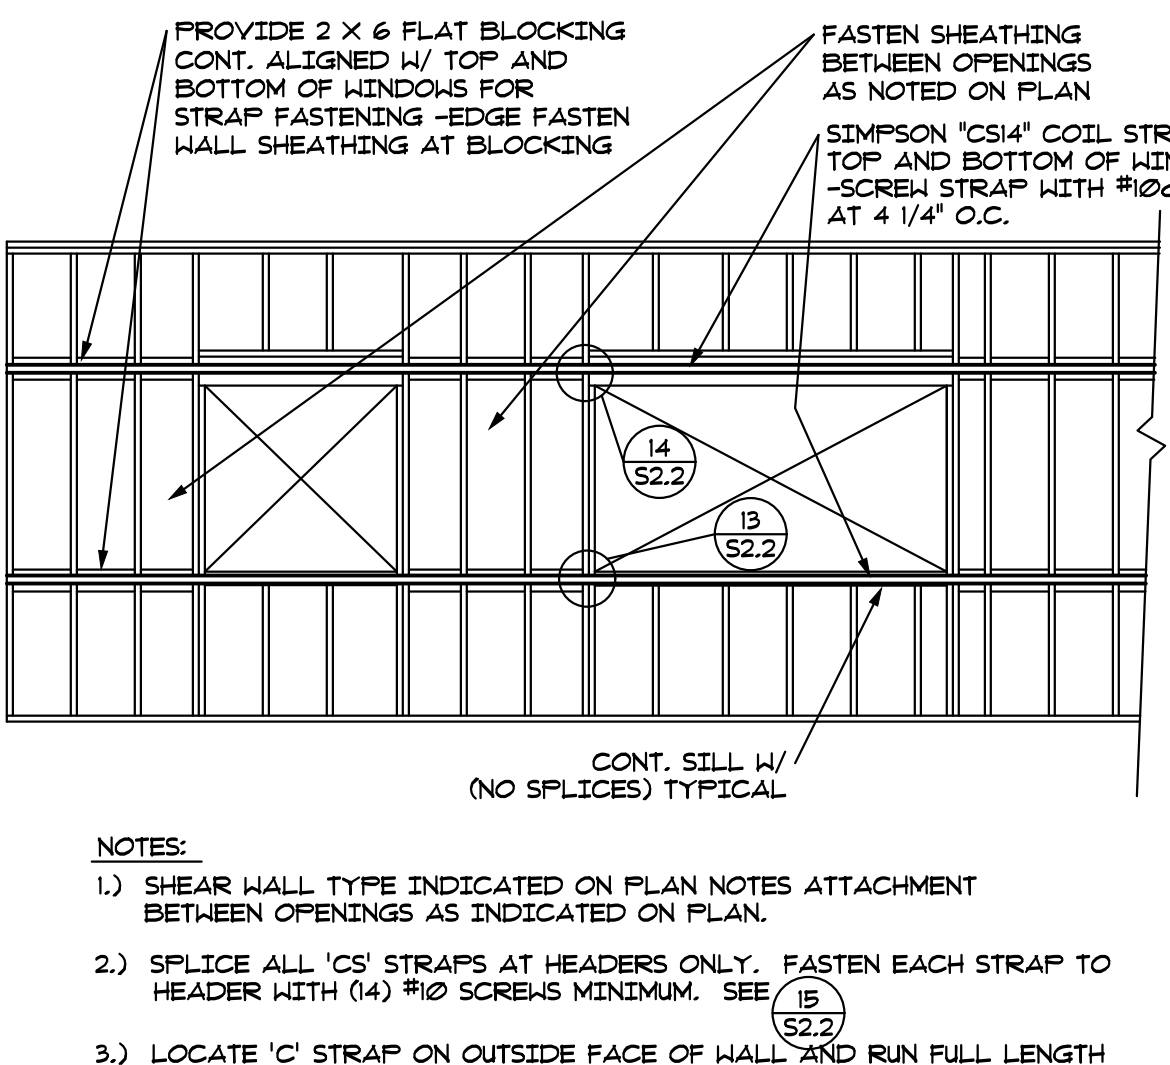 PROVIDE 2 X 6 FLAT BLOCKING
CONT. ALIGNED W/ TOP AND
BOTTOM OF WINDOWS FOR
STRAP FASTENING -EDGE FASTEN
WALL SHEATHING AT BLOCKING
FASTEN SHEATHING
BETWEEN OPENINGS
AS NOTED ON PLAN
SIMPSON "CS14" COIL
TOP AND BOTTOM OF
-SCREW STRAP WITH
AT 4 1/4" O.C.
14
S2.2
13
S2.2
CONT. SILL W/
(NO SPLICES) TYPICAL
NOTES:
1.) SHEAR WALL TYPE INDICATED ON PLAN NOTES ATTACHMENT
BETWEEN OPENINGS AS INDICATED ON PLAN.
2.) SPLICE ALL 'CS' STRAPS AT HEADERS ONLY. FASTEN EACH STRAP TO
HEADER WITH (14) #10 SCREWS MINIMUM. SEE
15
S2.2
3.) LOCATE 'C' STRAP ON OUTSIDE FACE OF WALL AND RUN FULL LENGTH